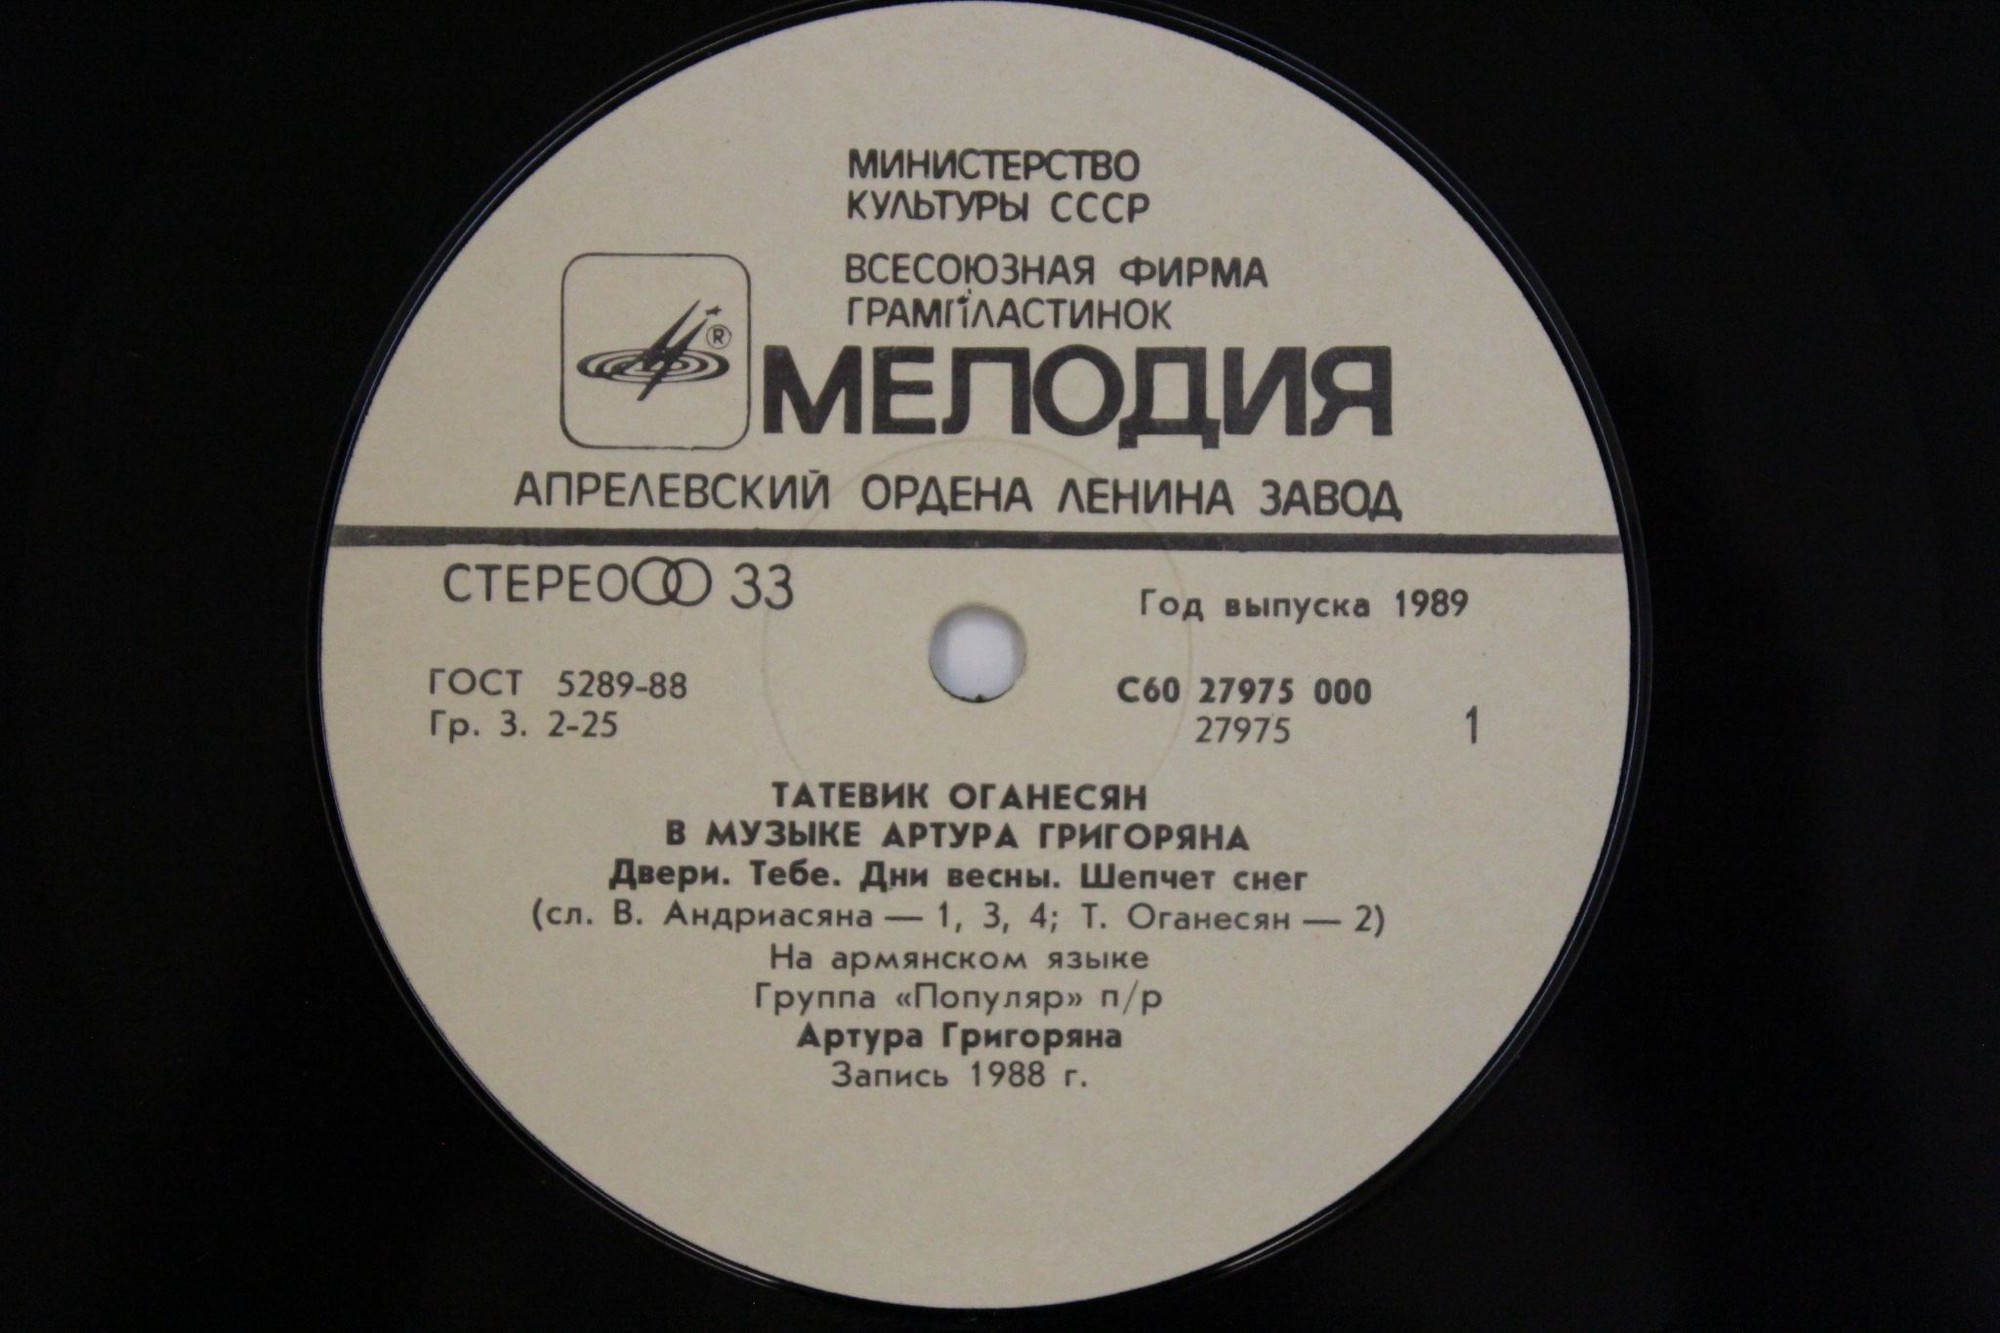 МИНИСТЕРСТВО
КУЛЬТУРЫ СССР
ВСЕСОЮЗНАЯ ФИРМА
ГРАМПЛАСТИНОК
®
МЕЛОДИЯ
АПРЕЛЕВСКИЙ ОРДЕНА ЛЕНИНА ЗАВОД
СТЕРЕО 33
Год выпуска 1989
ГОСТ 5289-88
Гр. 3. 2-25
С60 27975 000
27975
1
ТАТЕВИК ОГАНЕСЯН
В МУЗЫКЕ АРТУРА ГРИГОРЯНА
Двери. Тебе. Дни весны. Шепчет снег
(сл. В. Андриасяна — 1, 3, 4; Т. Оганесян — 2)
На армянском языке
Группа «Популяр» п/р
Артура Григоряна
Запись 1988 г.